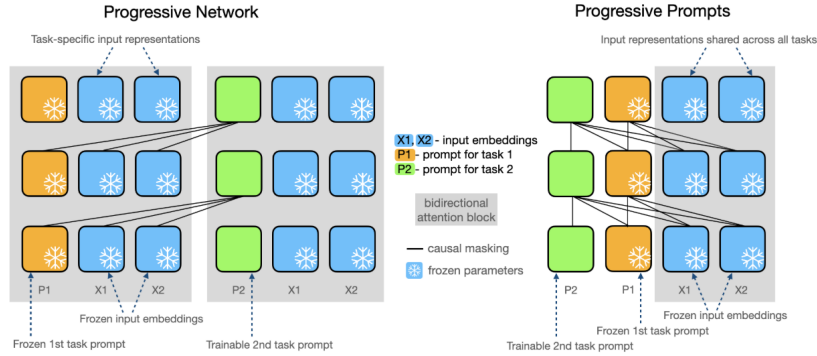 Progressive Network
Task-specific input representations
P1 X1 X2 P2 X1 X2
Frozen input embeddings
Frozen 1st task prompt
Trainable 2nd task prompt
X1, X2 - input embeddings
P1 - prompt for task 1
P2 - prompt for task 2
bidirectional
attention block
causal masking
frozen parameters
Progressive Prompts
Input representations shared across all tasks
P2 P1 X1 X2
Frozen input embeddings
Frozen 1st task prompt
Trainable 2nd task prompt